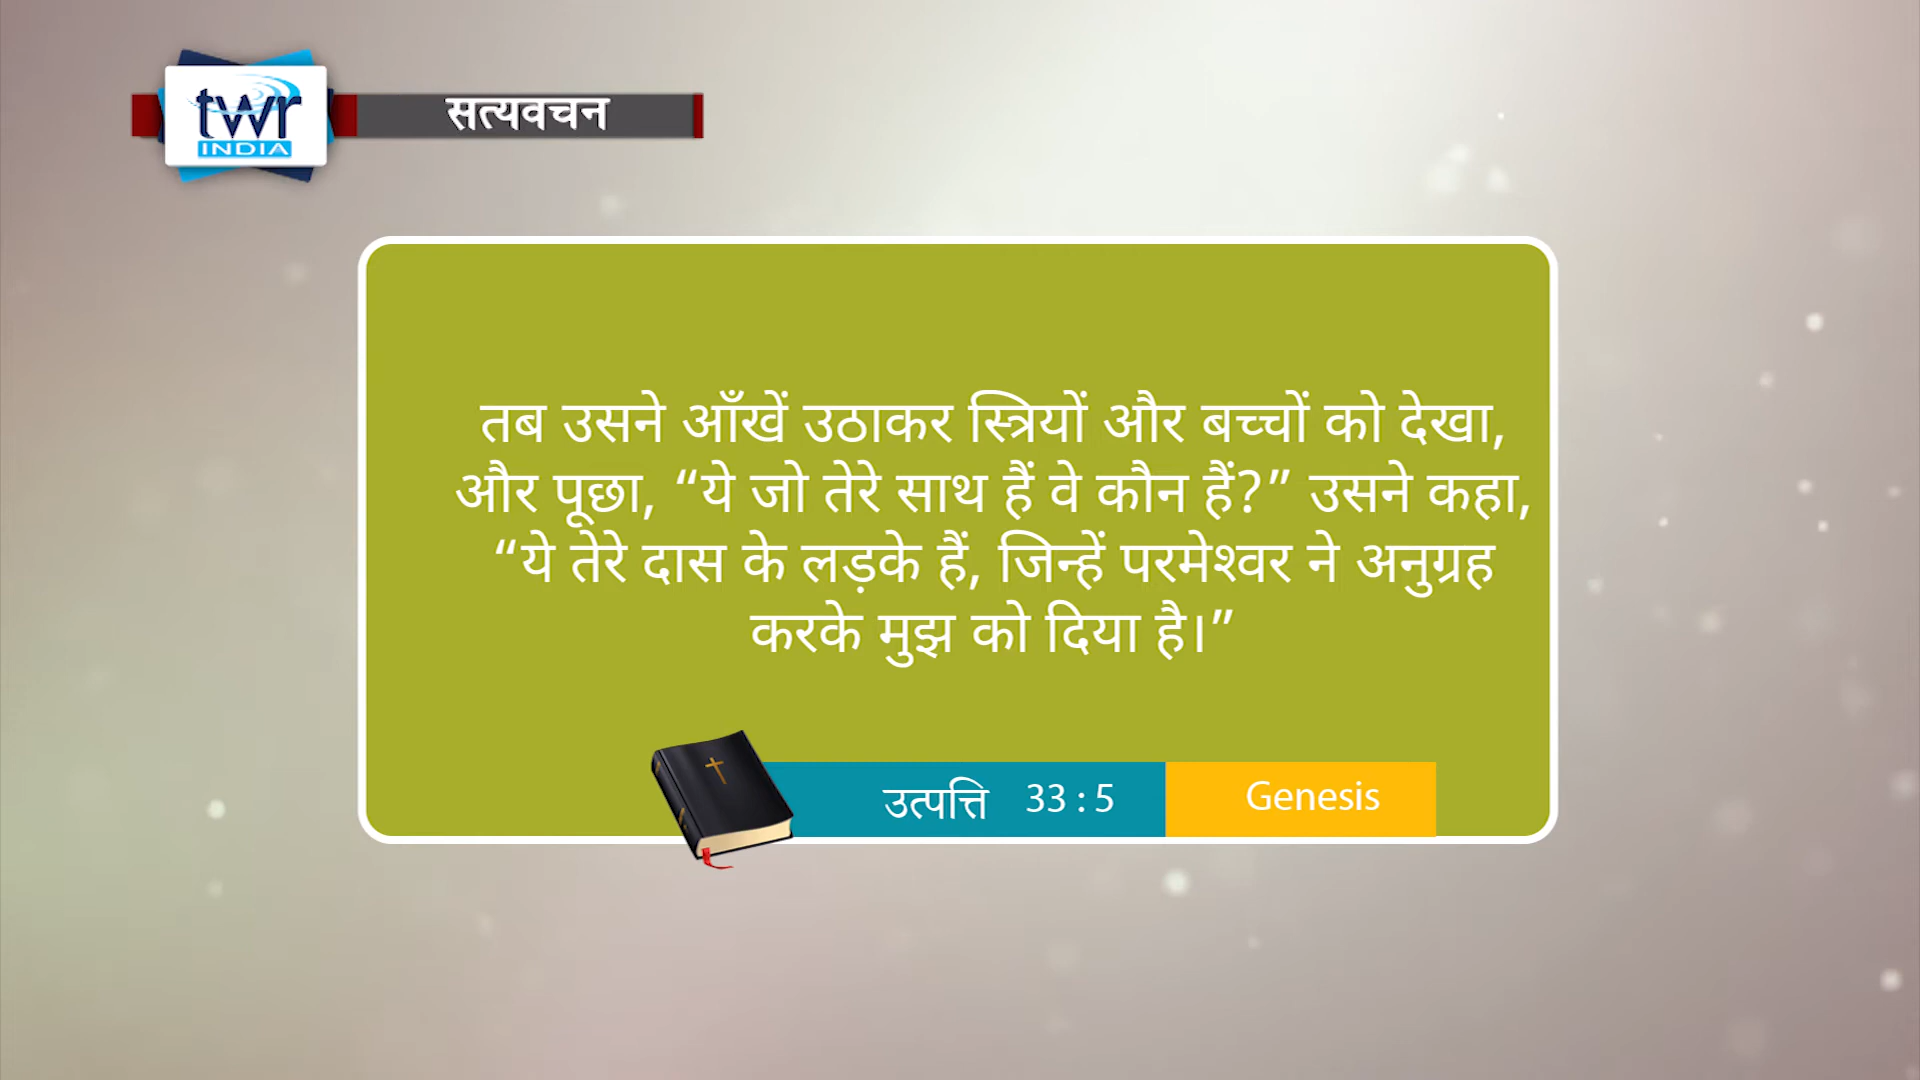 twr
INDIA
सत्यवचन
तब उसने आँखें उठाकर स्त्रियों और बच्चों को देखा,
और पूछा, “ये जो तेरे साथ हैं वे कौन हैं?” उसने कहा,
“ये तेरे दास के लड़के हैं, जिन्हें परमेश्वर ने अनुग्रह
करके मुझ को दिया है।”
उत्पत्ति 33 : 5 Genesis